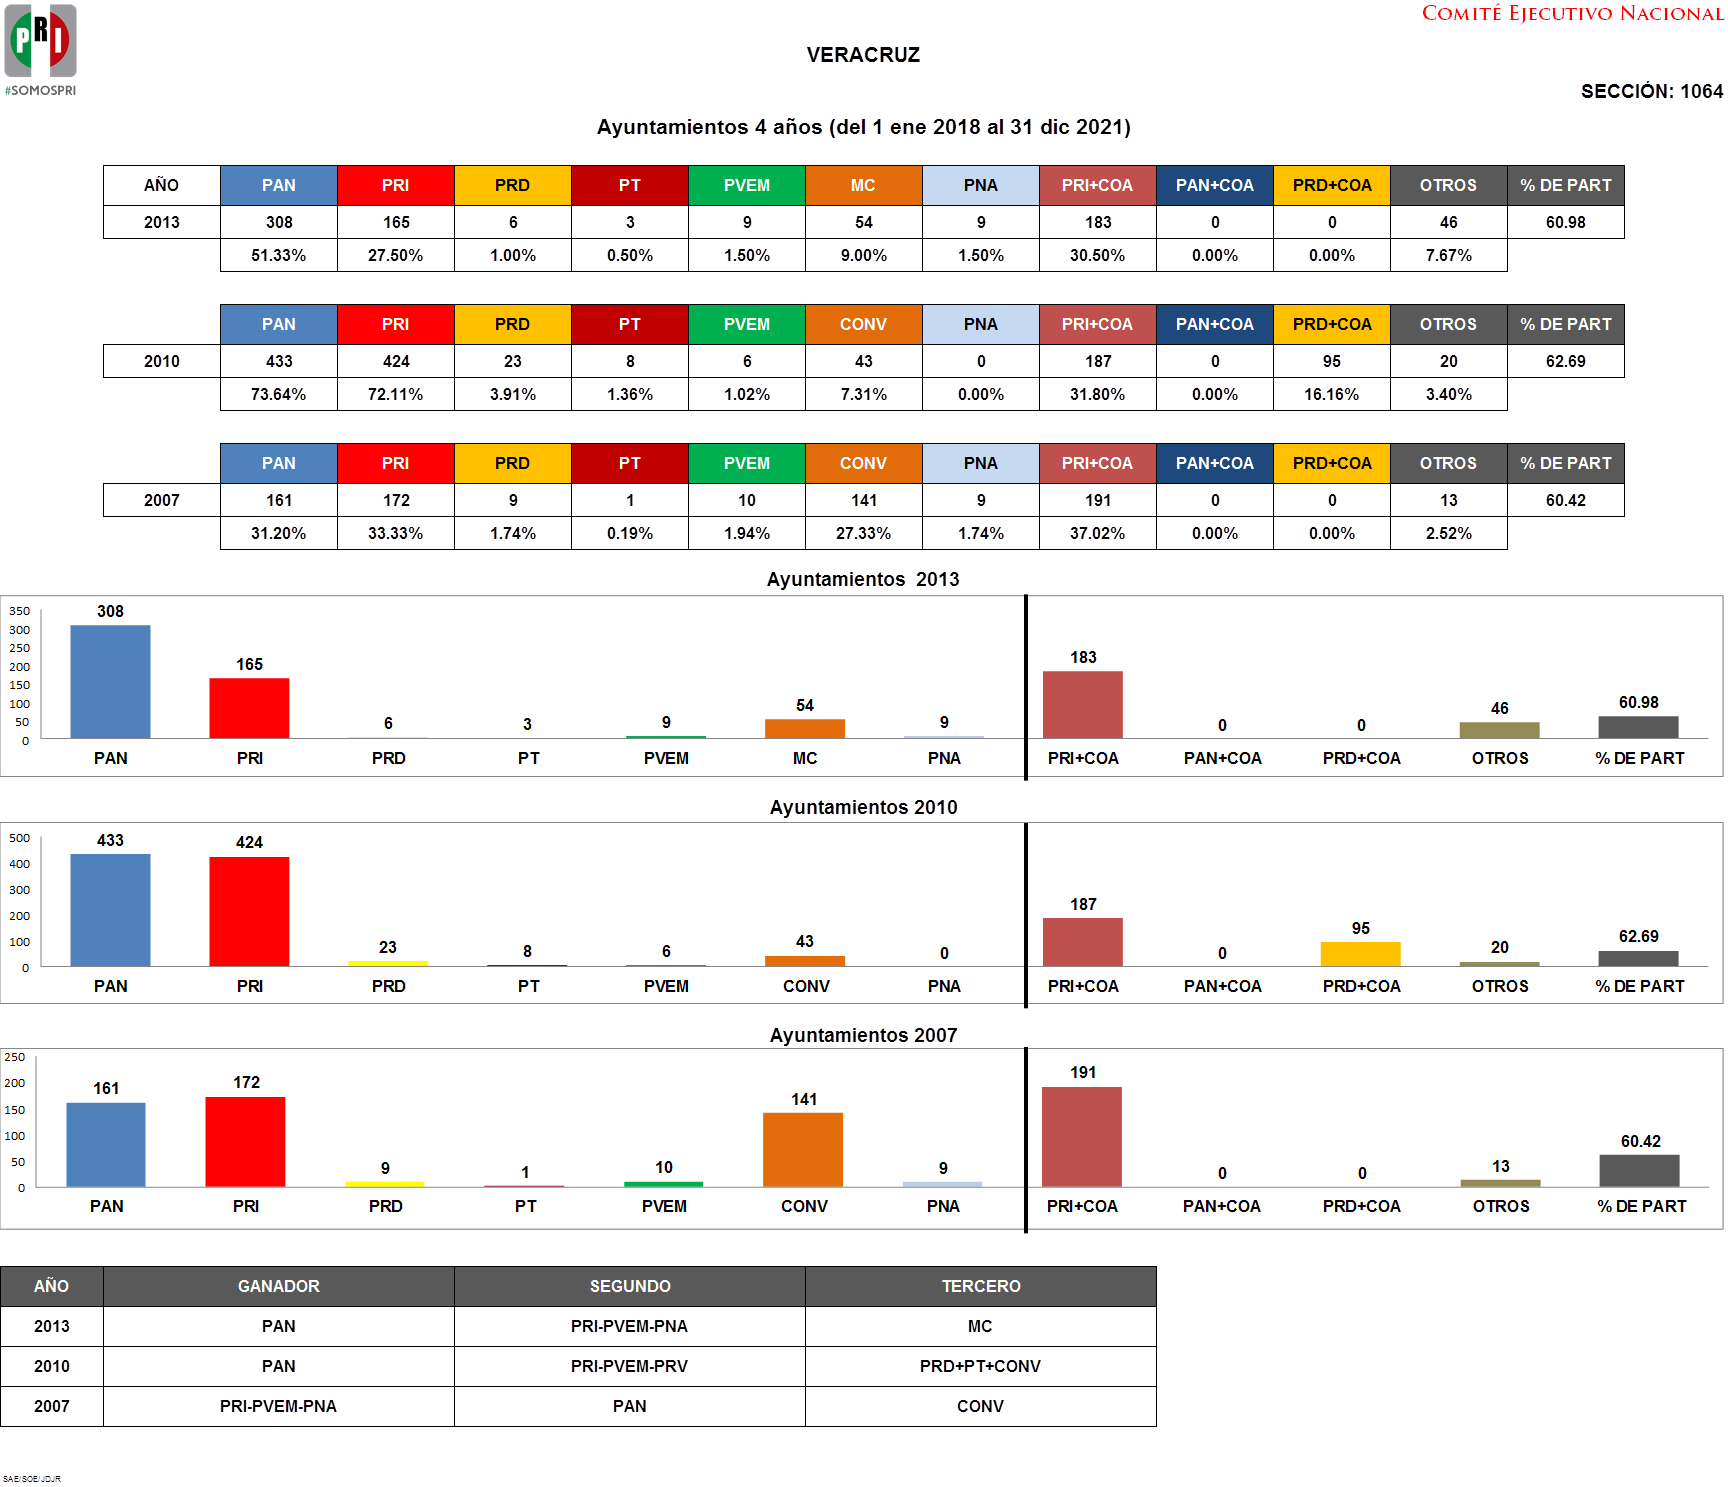 PRI
#SOMOSPRI
COMITÉ EJECUTIVO NACIONAL
VERACRUZ
SECCIÓN: 1064
Ayuntamientos 4 años (del 1 ene 2018 al 31 dic 2021)
AÑO PAN PRI PRD PT PVEM MC PNA PRI+COA PAN+COA PRD+COA OTROS % DE PART
2013 308 165 6 3 9 54 9 183 0 0 46 60.98
51.33% 27.50% 1.00% 0.50% 1.50% 9.00% 1.50% 30.50% 0.00% 0.00% 7.67%
PAN PRI PRD PT PVEM CONV PNA PRI+COA PAN+COA PRD+COA OTROS % DE PART
2010 433 424 23 8 6 43 0 187 0 95 20 62.69
73.64% 72.11% 3.91% 1.36% 1.02% 7.31% 0.00% 31.80% 0.00% 16.16% 3.40%
PAN PRI PRD PT PVEM CONV PNA PRI+COA PAN+COA PRD+COA OTROS % DE PART
2007 161 172 9 1 10 141 9 191 0 0 13 60.42
31.20% 33.33% 1.74% 0.19% 1.94% 27.33% 1.74% 37.02% 0.00% 0.00% 2.52%
Ayuntamientos 2013
350
300
250
200
150
100
50
0
308 165 6 3 9 54 9 183 0 0 46 60.98
PAN PRI PRD PT PVEM MC PNA PRI+COA PAN+COA PRD+COA OTROS % DE PART
Ayuntamientos 2010
500
400
300
200
100
0
433 424 23 8 6 43 0 187 0 95 20 62.69
PAN PRI PRD PT PVEM CONV PNA PRI+COA PAN+COA PRD+COA OTROS % DE PART
Ayuntamientos 2007
250
200
150
100
50
0
161 172 9 1 10 141 9 191 0 0 13 60.42
PAN PRI PRD PT PVEM CONV PNA PRI+COA PAN+COA PRD+COA OTROS % DE PART
AÑO GANADOR SEGUNDO TERCERO
2013 PAN PRI-PVEM-PNA MC
2010 PAN PRI-PVEM-PRV PRD+PT+CONV
2007 PRI-PVEM-PNA PAN CONV
SAE/SOE/JDJR